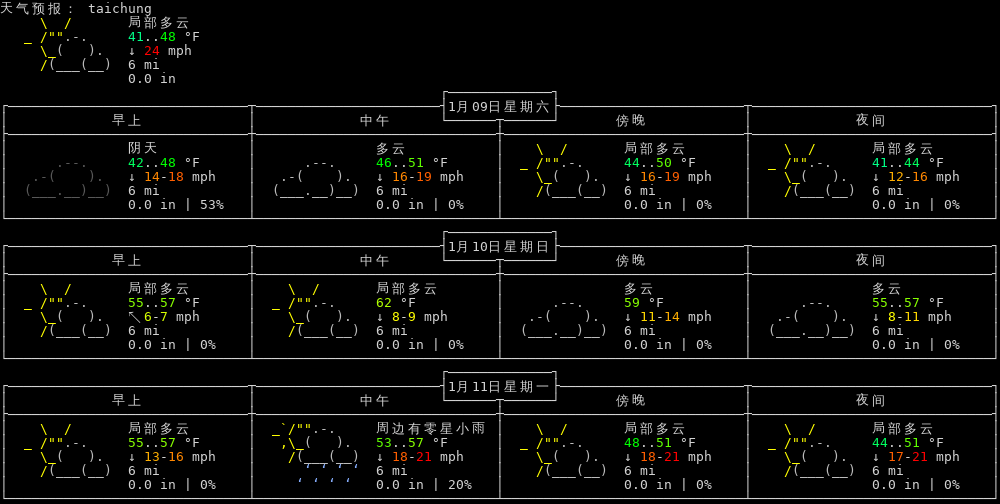 天气预报： taichung
局部多云
41..48 °F
↓ 24 mph
6 mi
0.0 in
1月09日星期六
早上 中午 傍晚 夜间
阴天 多云 局部多云 局部多云
42..48 °F 46..51 °F 44..50 °F 41..44 °F
↓ 14-18 mph ↓ 16-19 mph ↓ 16-19 mph ↓ 12-16 mph
6 mi 6 mi 6 mi 6 mi
0.0 in | 53% 0.0 in | 0% 0.0 in | 0% 0.0 in | 0%
1月10日星期日
早上 中午 傍晚 夜间
局部多云 局部多云 多云 多云
55..57 °F 62 °F 59 °F 55..57 °F
↖ 6-7 mph ↓ 8-9 mph ↓ 11-14 mph ↓ 8-11 mph
6 mi 6 mi 6 mi 6 mi
0.0 in | 0% 0.0 in | 0% 0.0 in | 0% 0.0 in | 0%
1月11日星期一
早上 中午 傍晚 夜间
局部多云 周边有零星小雨 局部多云 局部多云
55..57 °F 53..57 °F 48..51 °F 44..51 °F
↓ 13-16 mph ↓ 18-21 mph ↓ 18-21 mph ↓ 17-21 mph
6 mi 6 mi 6 mi 6 mi
0.0 in | 0% 0.0 in | 20% 0.0 in | 0% 0.0 in | 0%